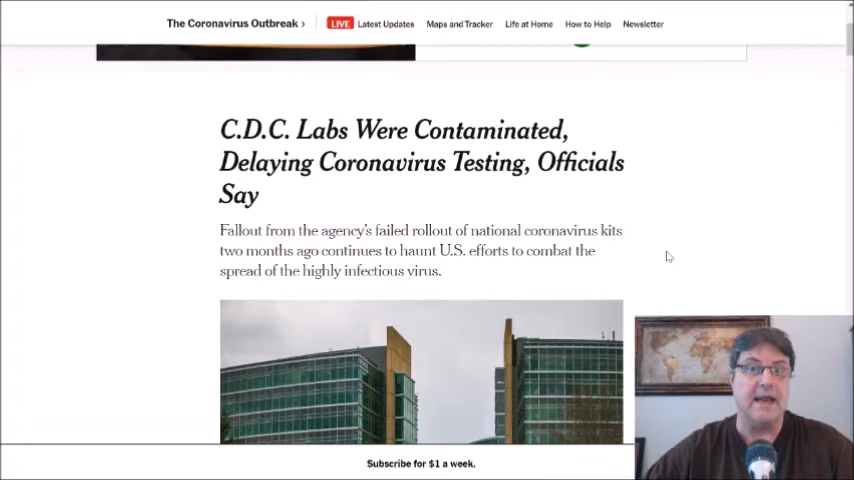 The Coronavirus Outbreak › LIVE Latest Updates Maps and Tracker Life at Home How to Help Newsletter
C.D.C. Labs Were Contaminated,
Delaying Coronavirus Testing, Officials
Say
Fallout from the agency's failed rollout of national coronavirus kits
two months ago continues to haunt U.S. efforts to combat the
spread of the highly infectious virus.
Subscribe for $1 a week.